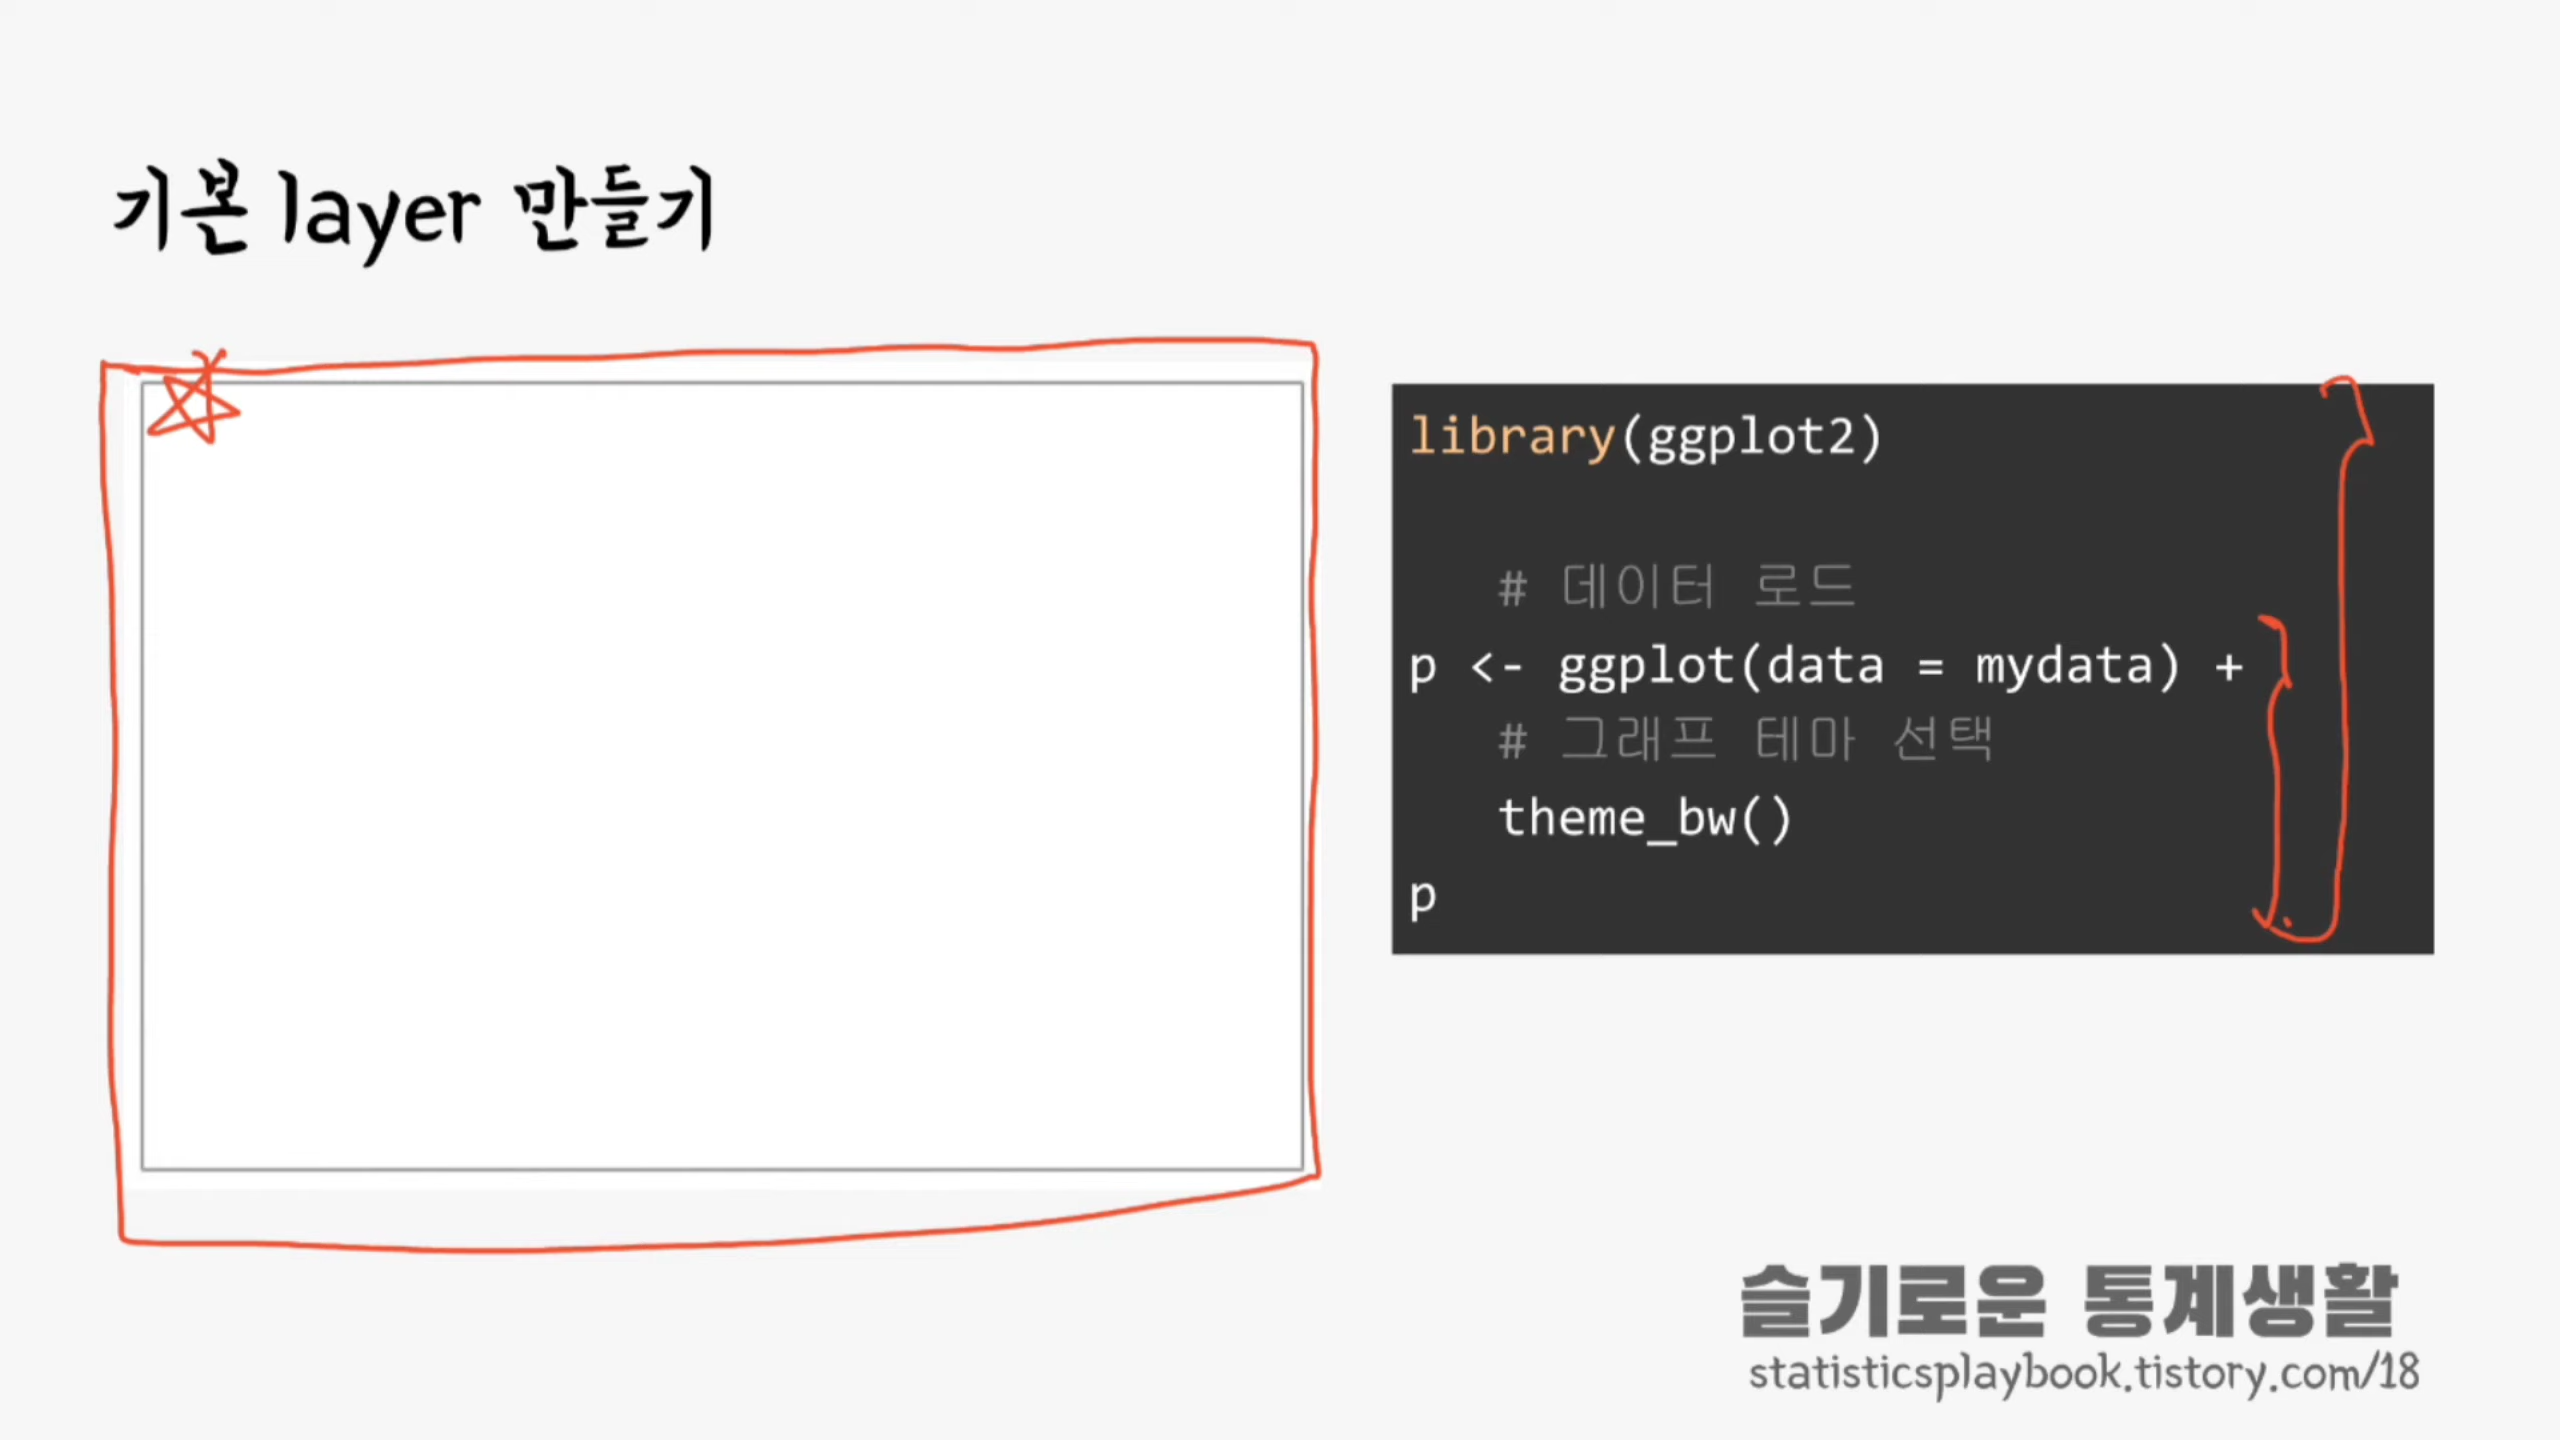 기본 layer 만들기
library(ggplot2)
# 데이터 로드
p <- ggplot(data = mydata) +
# 그래프 테마 선택
theme_bw()
p
슬기로운 통계생활
statisticsplaybook.tistory.com/18